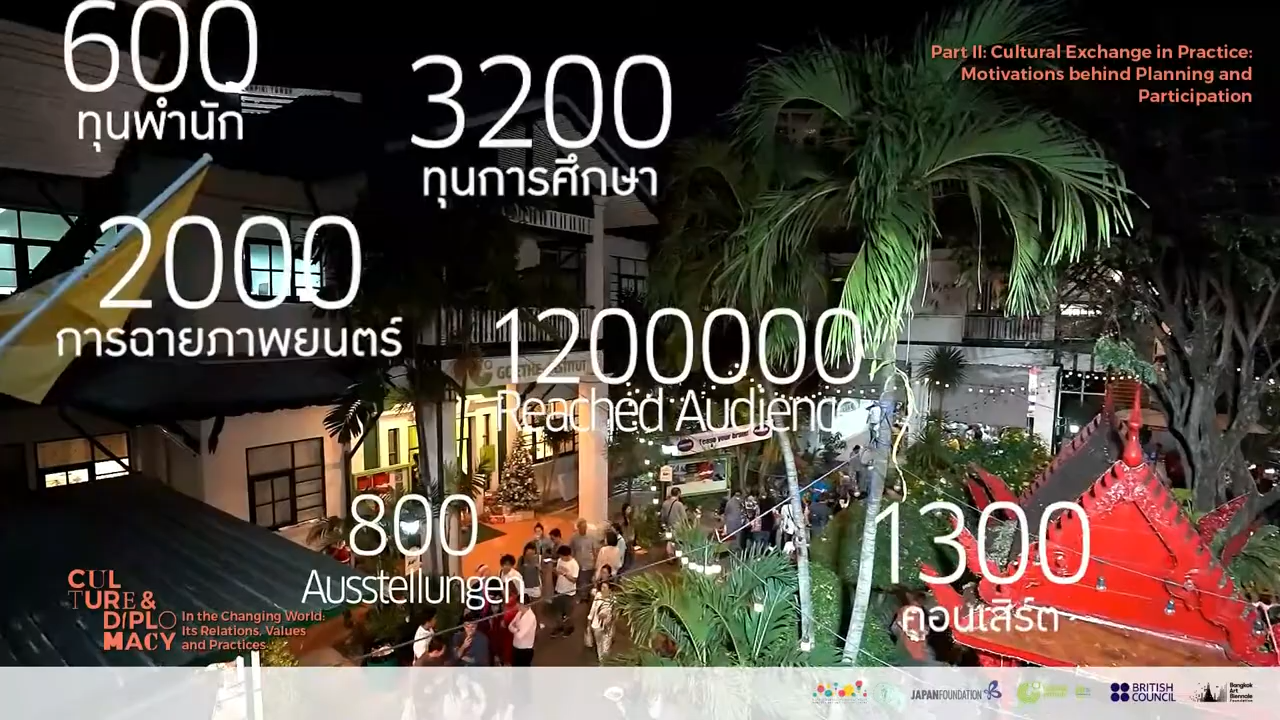 600
ทุนพำนัก
3200
ทุนการศึกษา
Part II: Cultural Exchange in Practice:
Motivations behind Planning and
Participation
2000
การฉายภาพยนตร์
1200000
Reached Audience
GOETHE-INSTITUT
800
Ausstellungen
1300
คอนเสิร์ต
CUL
TURE &
DIPLO
MACY
In the Changing World:
Its Relations, Values
and Practices
JAPANFOUNDATION
BRITISH
COUNCIL
Bangkok
Art
Biennale
Foundation